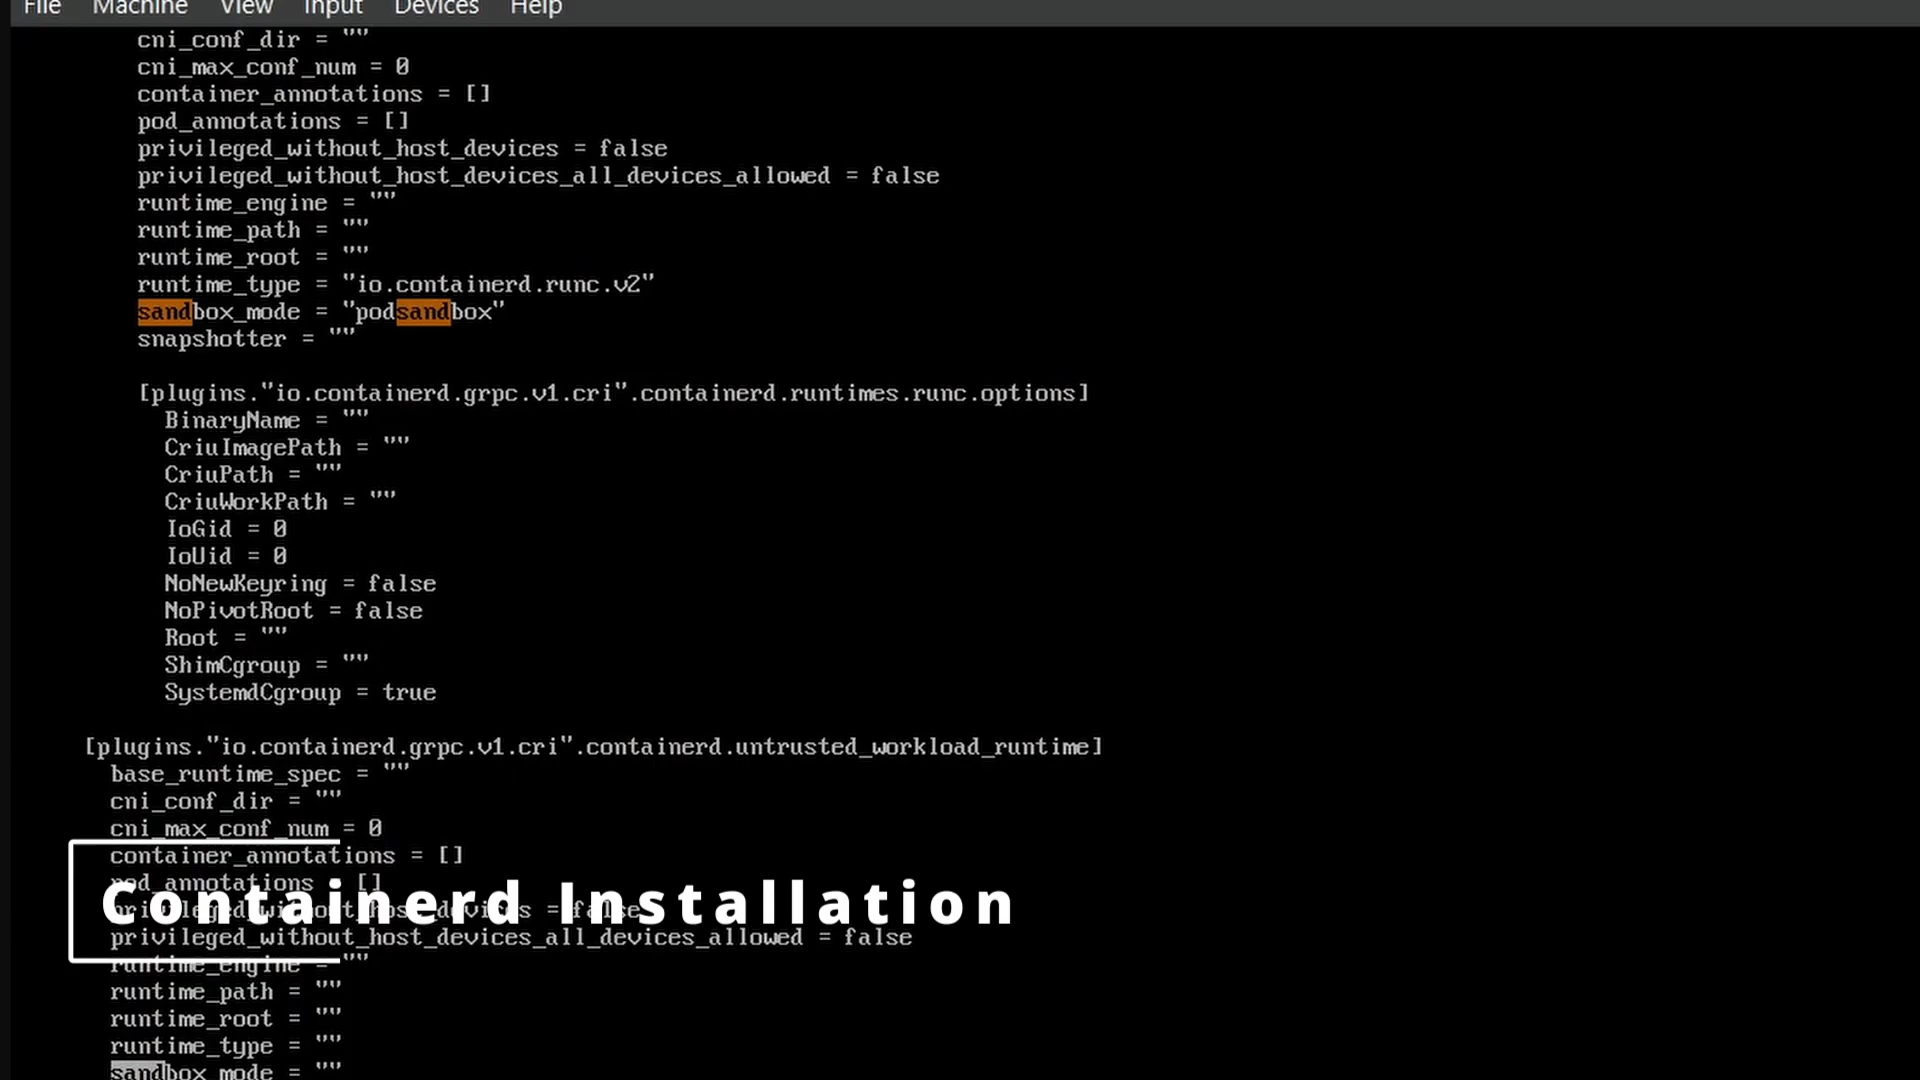 File Machine View Input Devices Help
cni_conf_dir = ""
cni_max_conf_num = 0
container_annotations = []
pod_annotations = []
privileged_without_host_devices = false
privileged_without_host_devices_all_devices_allowed = false
runtime_engine = ""
runtime_path = ""
runtime_root = ""
runtime_type = "io.containerd.runc.v2"
sandbox_mode = "podsandbox"
snapshotter = ""
[plugins."io.containerd.grpc.v1.cri".containerd.runtimes.runc.options]
BinaryName = ""
CriuImagePath = ""
CriuPath = ""
CriuWorkPath = ""
IoGid = 0
IoUid = 0
NoNewKeyring = false
NoPivotRoot = false
Root = ""
ShimCgroup = ""
SystemdCgroup = true
[plugins."io.containerd.grpc.v1.cri".containerd.untrusted_workload_runtime]
base_runtime_spec = ""
cni_conf_dir = ""
cni_max_conf_num = 0
container_annotations = []
pod_annotations = []
Containerd Installation
privileged_without_host_devices = false
privileged_without_host_devices_all_devices_allowed = false
runtime_engine = ""
runtime_path = ""
runtime_root = ""
runtime_type = ""
sandbox_mode = ""